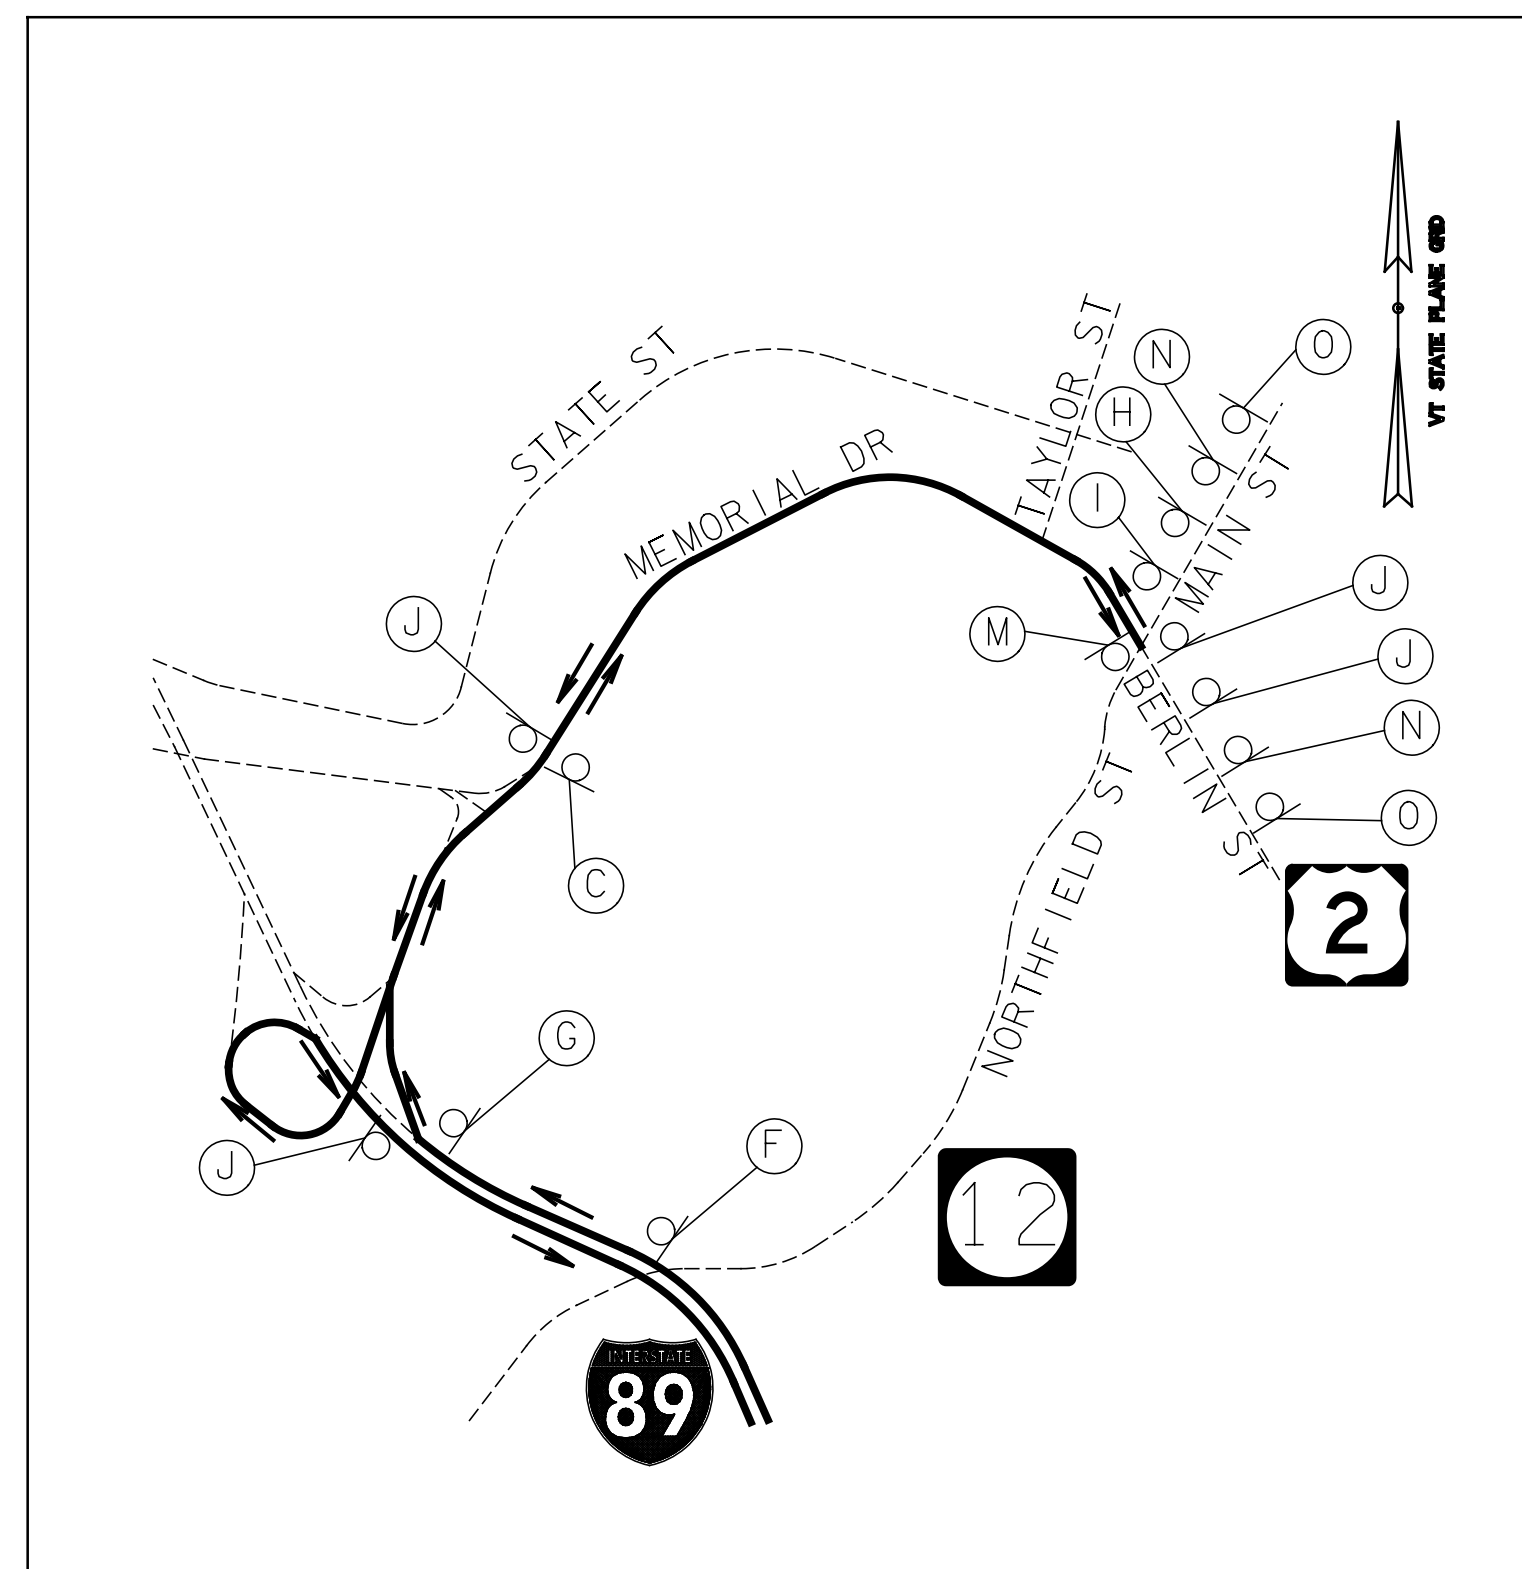 VT STATE PLANE GRID
STATE ST
TAYLOR ST
N
O
H
MEMORIAL DR
I
MAIN ST
J
J
M
J
BERLIN ST
N
NORTHFIELD ST
O
C
2
G
F
J
12
INTERSTATE
89